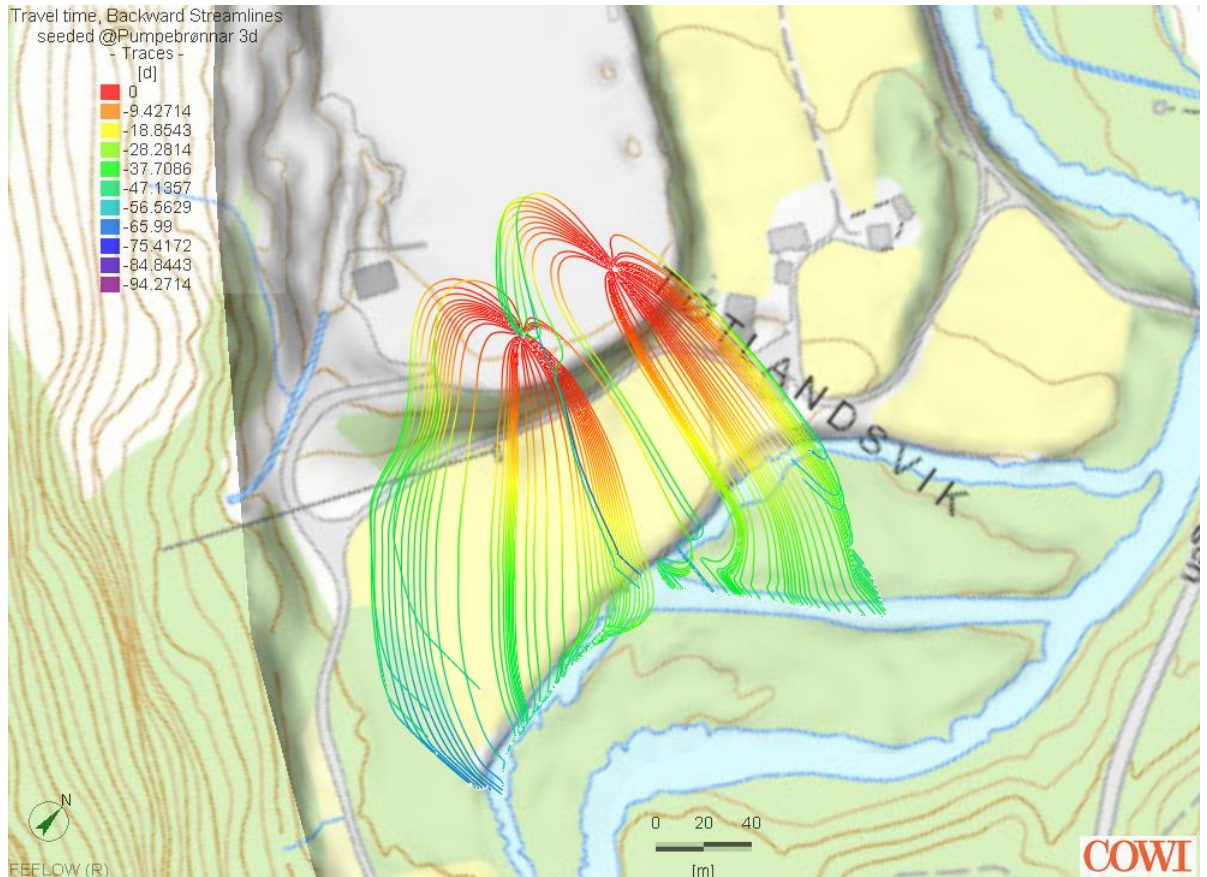 Travel time, Backward Streamlines
seeded @Pumpebrønnar 3d
- Traces -
[d]
0
-9.42714
-18.8543
-28.2814
-37.7086
-47.1357
-56.5629
-65.99
-75.4172
-84.8443
-94.2714
TLANDSVIK
N
0 20 40
[m]
FEFLOW (R)
COWI